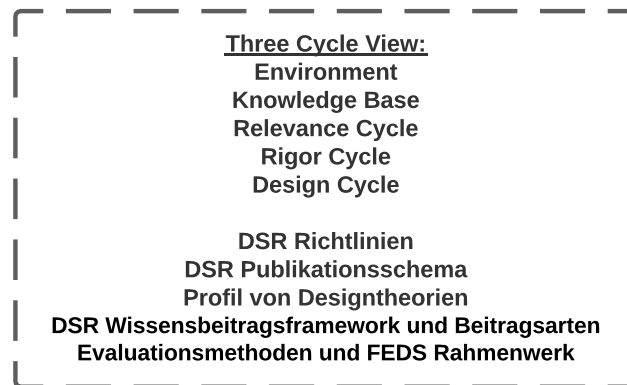 Three Cycle View:
Environment
Knowledge Base
Relevance Cycle
Rigor Cycle
Design Cycle
DSR Richtlinien
DSR Publikationsschema
Profil von Designtheorien
DSR Wissensbeitragsframework und Beitragsarten
Evaluationsmethoden und FEDS Rahmenwerk